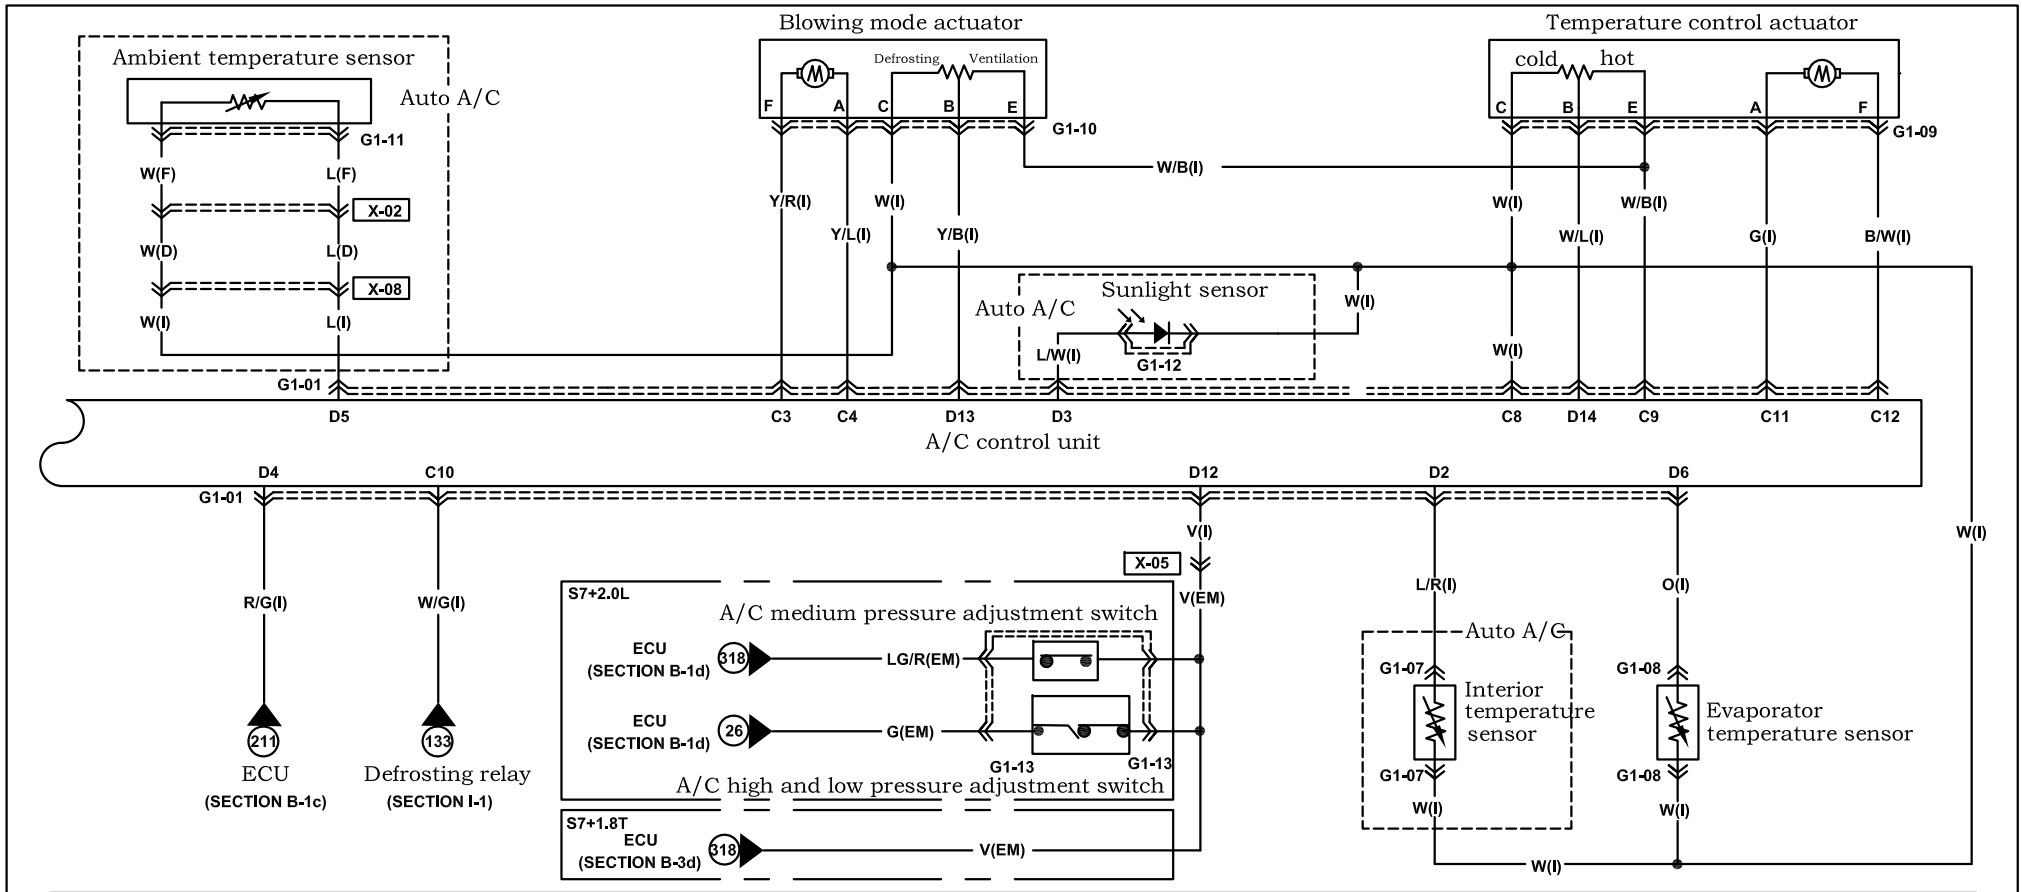 Blowing mode actuator
Temperature control actuator
Ambient temperature sensor
Auto A/C
Defrosting
Ventilation
M
F A C B E
G1-10
cold hot
M
C B E A F
G1-09
G1-11
W(F) L(F)
X-02
W(D) L(D)
X-08
W(I) L(I)
W/B(I)
Y/R(I) W(I)
Y/L(I) Y/B(I)
W(I) W/B(I)
W/L(I) G(I) B/W(I)
Auto A/C
Sunlight sensor
W(I)
L/W(I)
G1-12
W(I)
G1-01
D5 C3 C4 D13 D3 C8 D14 C9 C11 C12
A/C control unit
D4 C10 D12 D2 D6
G1-01
V(I)
W(I)
X-05
R/G(I) W/G(I)
V(EM)
L/R(I) O(I)
S7+2.0L
A/C medium pressure adjustment switch
ECU
(SECTION B-1d)
318
LG/R(EM)
ECU
(SECTION B-1d)
26
G(EM)
G1-13 G1-13
A/C high and low pressure adjustment switch
Auto A/C
G1-07
Interior
temperature
sensor
G1-07
W(I)
G1-08
Evaporator
temperature sensor
G1-08
W(I)
211
ECU
(SECTION B-1c)
133
Defrosting relay
(SECTION I-1)
S7+1.8T
ECU
(SECTION B-3d)
318
V(EM)
W(I)